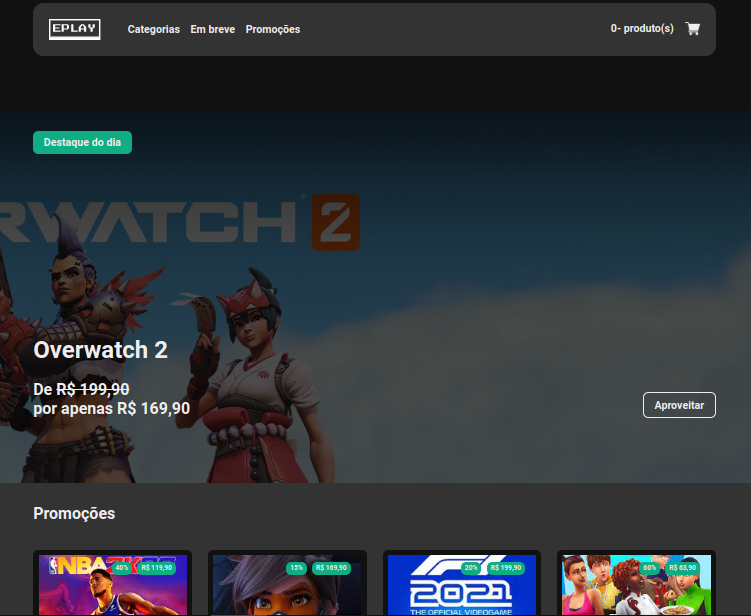 EPLAY
Categorias Em breve Promoções
0- produto(s)
Destaque do dia
RWATCH 2
Overwatch 2
De R$ 199,90
por apenas R$ 169,90
Aproveitar
Promoções
NBA 2K
40% R$ 119,90
15% R$ 169,90
F1
20% R$ 199,90
2021
THE OFFICIAL VIDEOGAME
60% R$ 63,90